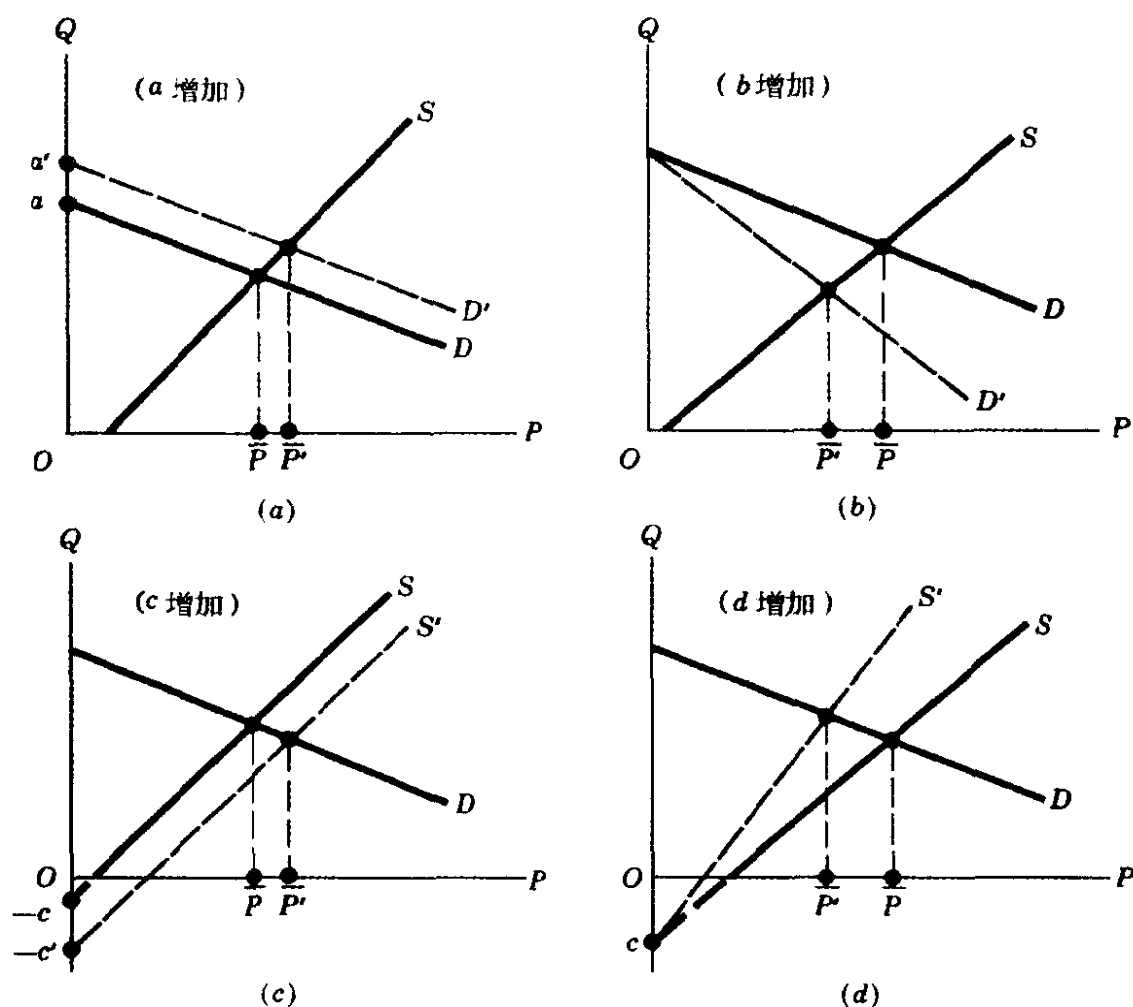 Q
(a 增加)
S
a'
a
D'
D
O
P̄
P̄'
P
(a)
Q
(b 增加)
S
D
D'
O
P̄'
P̄
P
(b)
Q
(c 增加)
S
S'
D
O
P̄
P̄'
P
—c
—c'
(c)
Q
(d 增加)
S'
S
D
O
P̄'
P̄
P
c
(d)